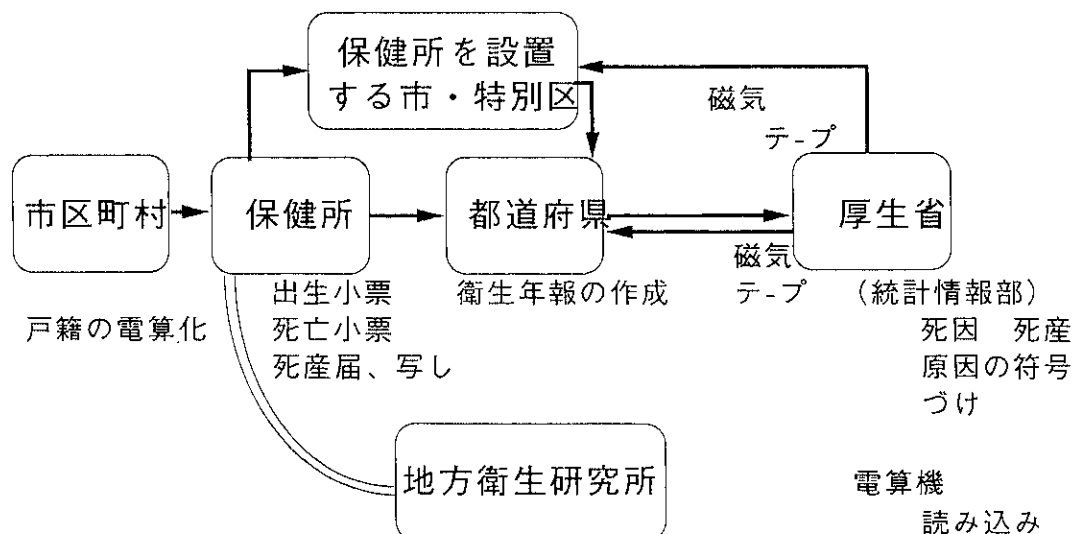 保健所を設置
する市・特別区
磁気
テ-プ
市区町村
保健所
都道府県
厚生省
磁気
テ-プ
出生小票
死亡小票
死産届、写し
衛生年報の作成
(統計情報部)
戸籍の電算化
死因　死産
原因の符号
づけ
地方衛生研究所
電算機
読み込み